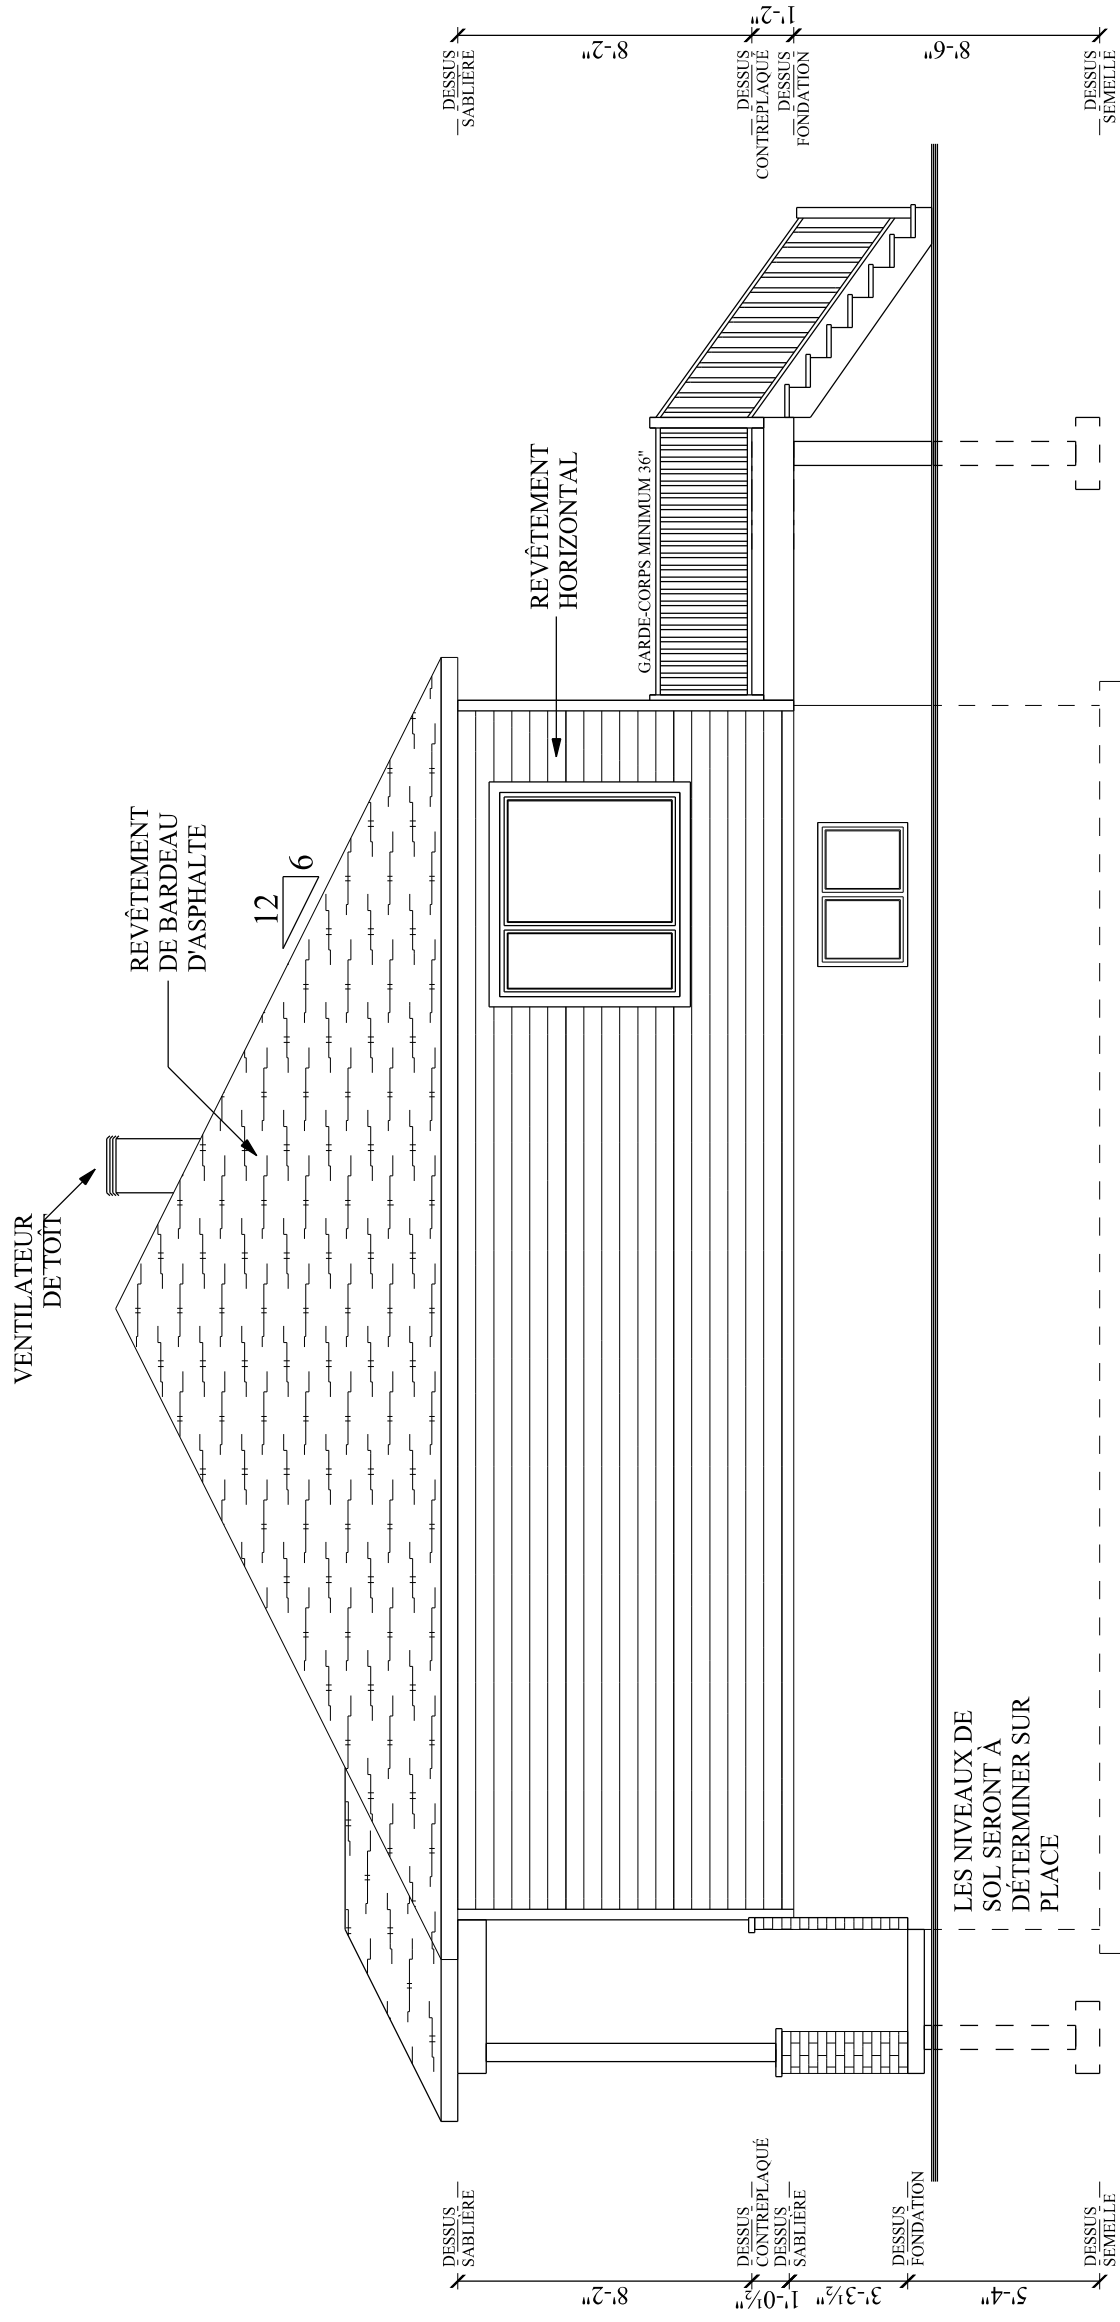 VENTILATEUR
DE TOÎT
REVÊTEMENT
DE BARDEAU
D'ASPHALTE
12
6
REVÊTEMENT
HORIZONTAL
GARDE-CORPS MINIMUM 36"
LES NIVEAUX DE
SOL SERONT À
DÉTERMINER SUR
PLACE
DESSUS
SABLIÈRE
8'-2"
DESSUS
CONTREPLAQUÉ
1'-0½"
DESSUS
SABLIÈRE
3'-3½"
DESSUS
FONDATION
5'-4"
DESSUS
SEMELLE
DESSUS
SABLIÈRE
8'-2"
DESSUS
CONTREPLAQUÉ
1'-2"
DESSUS
FONDATION
8'-6"
DESSUS
SEMELLE